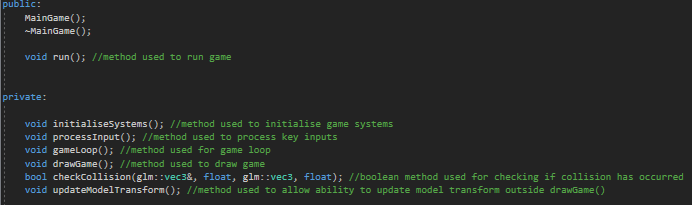 public:
MainGame();
~MainGame();
void run(); //method used to run game
private:
void initialiseSystems(); //method used to initialise game systems
void processInput(); //method used to process key inputs
void gameLoop(); //method used for game loop
void drawGame(); //method used to draw game
bool checkCollision(glm::vec3&, float, glm::vec3, float); //boolean method used for checking if collision has occurred
void updateModelTransform(); //method used to allow ability to update model transform outside drawGame()